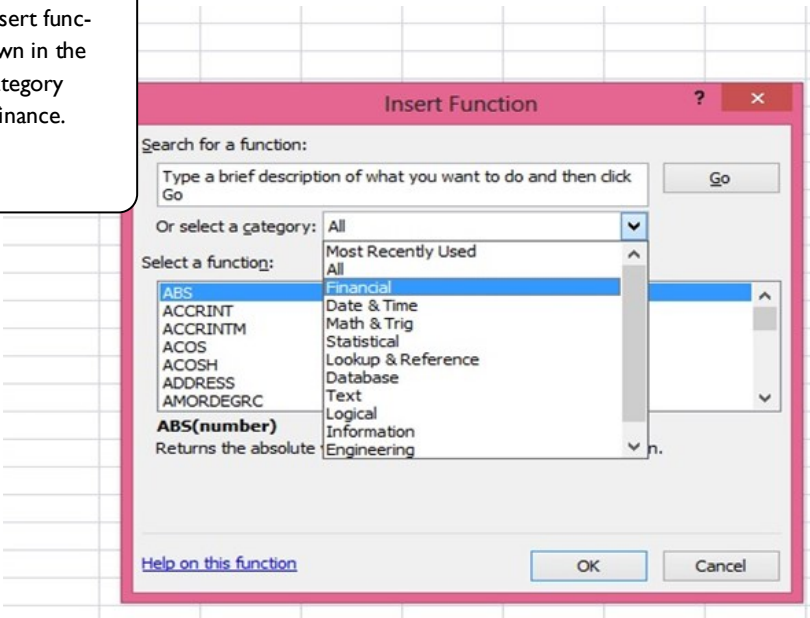 sert func-
wn in the
tegory
inance.
Insert Function
?
×
Search for a function:
Type a brief description of what you want to do and then click
Go
Go
Or select a category: All
Most Recently Used
All
Financial
Date & Time
Math & Trig
Statistical
Lookup & Reference
Database
Text
Logical
Information
Engineering
Select a function:
ABS
ACCRINT
ACCRINTM
ACOS
ACOSH
ADDRESS
AMORDEGRC
ABS(number)
Returns the absolute n.
Help on this function
OK
Cancel